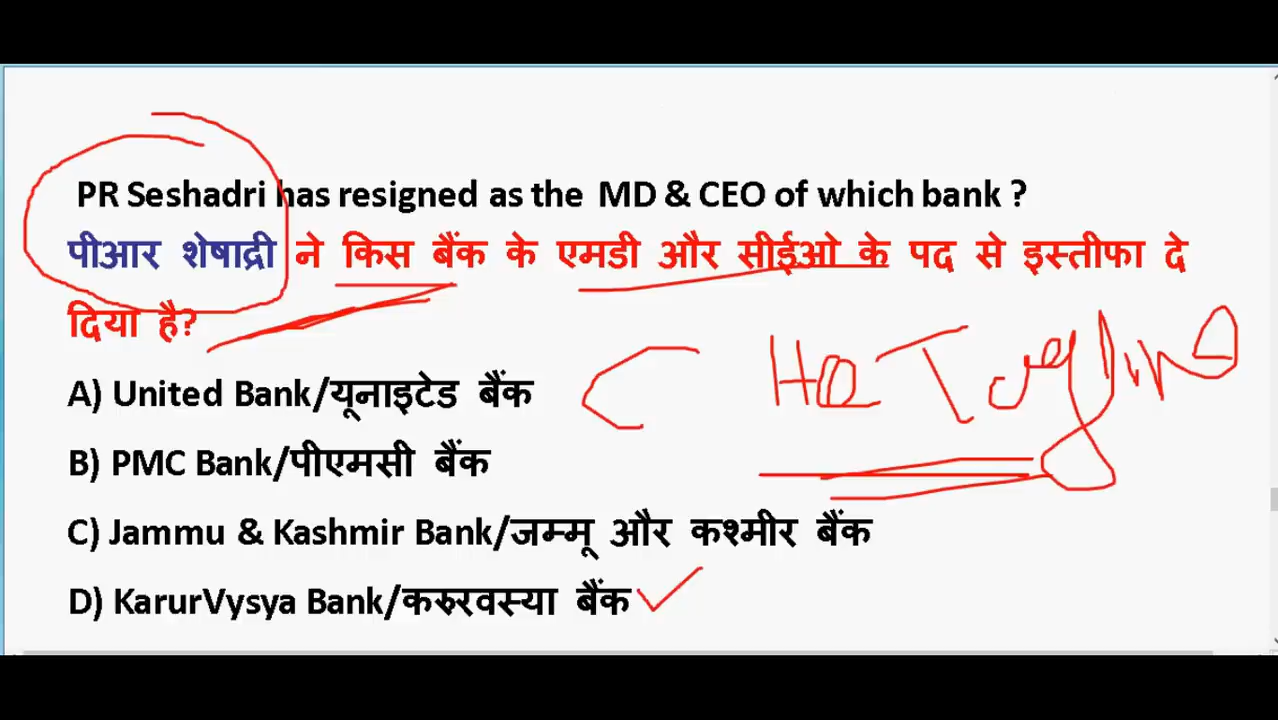 PR Seshadri has resigned as the MD & CEO of which bank ?
पीआर शेषाद्री ने किस बैंक के एमडी और सीईओ के पद से इस्तीफा दे
दिया है?
A) United Bank/यूनाइटेड बैंक
B) PMC Bank/पीएमसी बैंक
C) Jammu & Kashmir Bank/जम्मू और कश्मीर बैंक
D) KarurVysya Bank/करुरवस्या बैंक